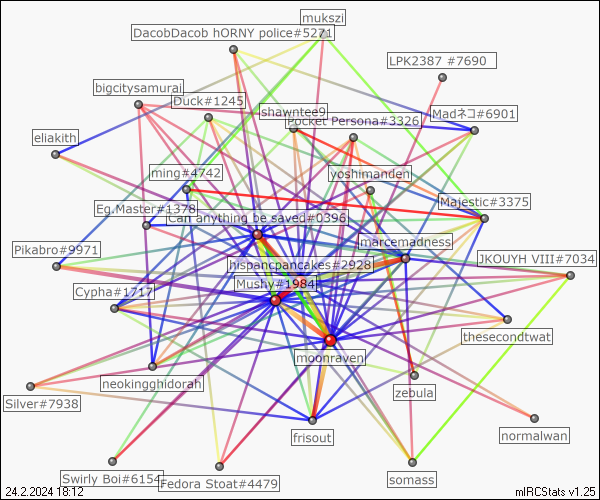 mukszi
DacobDacob hORNY police#5271
LPK2387 #7690
bigcitysamurai
Duck#1245
shawntee9
Madネコ#6901
Pocket Persona#3326
eliakith
ming#4742
yoshimanden
Majestic#3375
Eg.Master#1378
Can anything be saved#0396
marcemadness
Pikabro#9971
hispancpancakes#2928
JKOUYH VIII#7034
Mushy#1984
Cypha#1717
thesecondtwat
moonraven
neokingghidorah
zebula
Silver#7938
frisout
normalwan
Swirly Boi#6154
Fedora Stoat#4479
somass
24.2.2024 18:12
mIRCStats v1.25